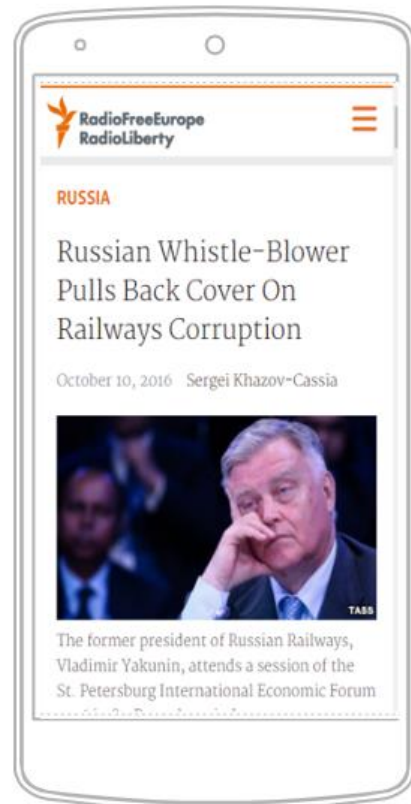 RadioFreeEurope
RadioLiberty
RUSSIA
Russian Whistle-Blower
Pulls Back Cover On
Railways Corruption
October 10, 2016 Sergei Khazov-Cassia
TASS
The former president of Russian Railways,
Vladimir Yakunin, attends a session of the
St. Petersburg International Economic Forum